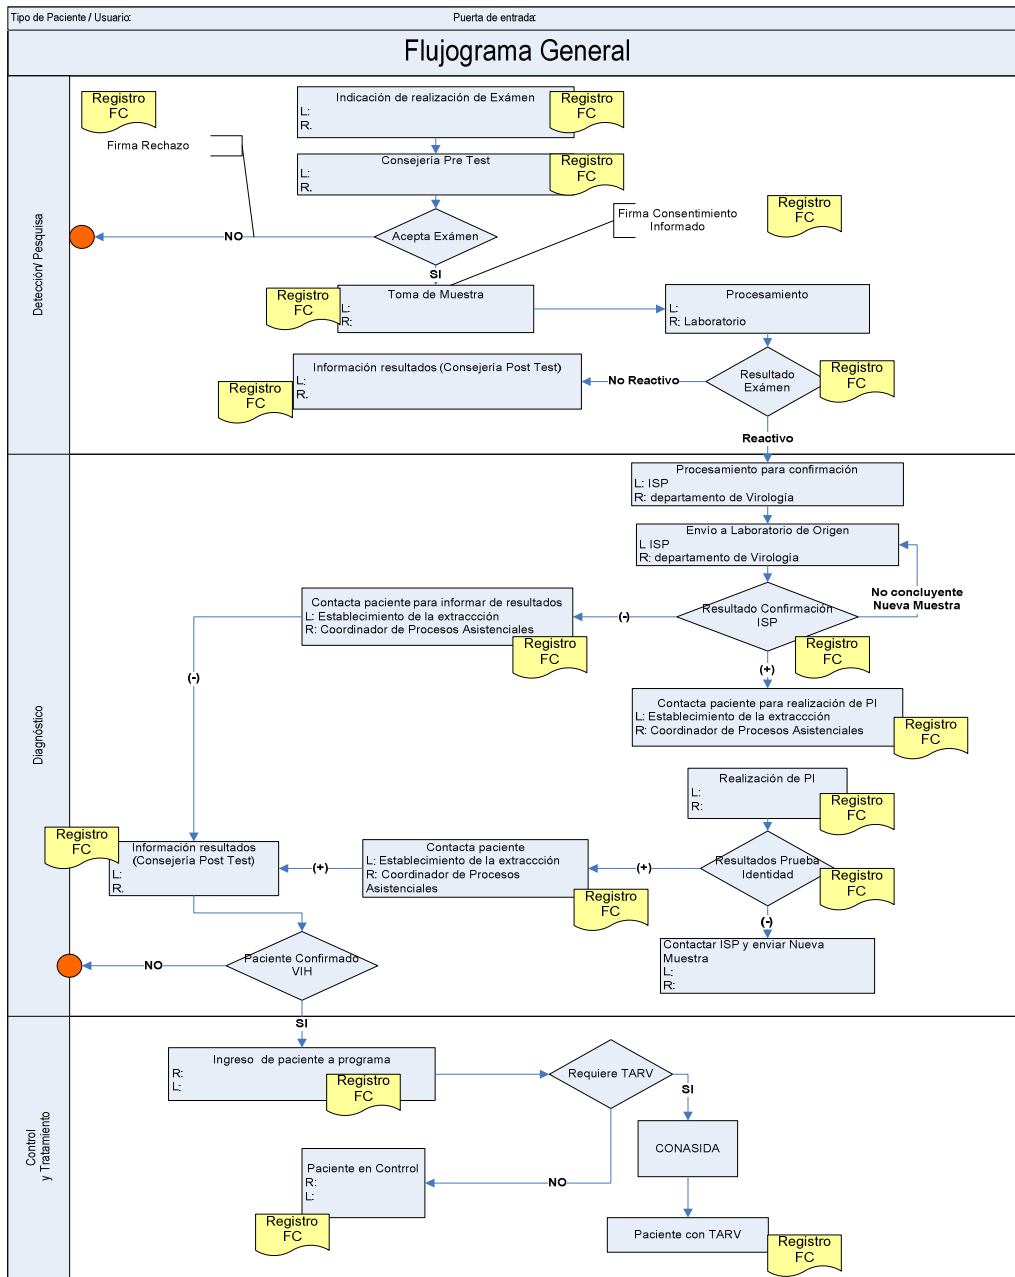 Tipo de Paciente / Usuario:
Puerta de entrada:
Flujograma General
Detección/ Pesquisa
Registro
FC
Indicación de realización de Exámen
L:
R.
Registro
FC
Firma Rechazo
Consejería Pre Test
L:
R.
Registro
FC
Acepta Exámen
NO
SI
Firma Consentimiento
Informado
Registro
FC
Toma de Muestra
L:
R:
Registro
FC
Procesamiento
L:
R: Laboratorio
Resultado
Exámen
Registro
FC
No Reactivo
Información resultados (Consejería Post Test)
L:
R.
Registro
FC
Reactivo
Diagnóstico
Procesamiento para confirmación
L: ISP
R: departamento de Virología
Envío a Laboratorio de Origen
L ISP
R: departamento de Virología
No concluyente
Nueva Muestra
Resultado Confirmación
ISP
Registro
FC
(-)
Contacta paciente para informar de resultados
L: Establecimiento de la extraccción
R: Coordinador de Procesos Asistenciales
Registro
FC
(-)
(+)
Contacta paciente para realización de PI
L: Establecimiento de la extraccción
R: Coordinador de Procesos Asistenciales
Registro
FC
Realización de PI
L:
R:
Registro
FC
Resultados Prueba
Identidad
Registro
FC
(+)
Contacta paciente
L: Establecimiento de la extraccción
R: Coordinador de Procesos
Asistenciales
Registro
FC
(+)
Información resultados
(Consejería Post Test)
L:
R.
Registro
FC
(-)
Contactar ISP y enviar Nueva
Muestra
L:
R:
Paciente Confirmado
VIH
NO
SI
Control
y Tratamiento
Ingreso de paciente a programa
R:
L:
Registro
FC
Requiere TARV
SI
CONASIDA
NO
Paciente en Contrrol
R:
L:
Registro
FC
Paciente con TARV
Registro
FC